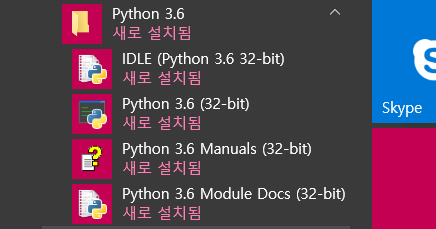 Python 3.6
새로 설치됨
IDLE (Python 3.6 32-bit)
새로 설치됨
Python 3.6 (32-bit)
새로 설치됨
Python 3.6 Manuals (32-bit)
새로 설치됨
Python 3.6 Module Docs (32-bit)
새로 설치됨
Skype